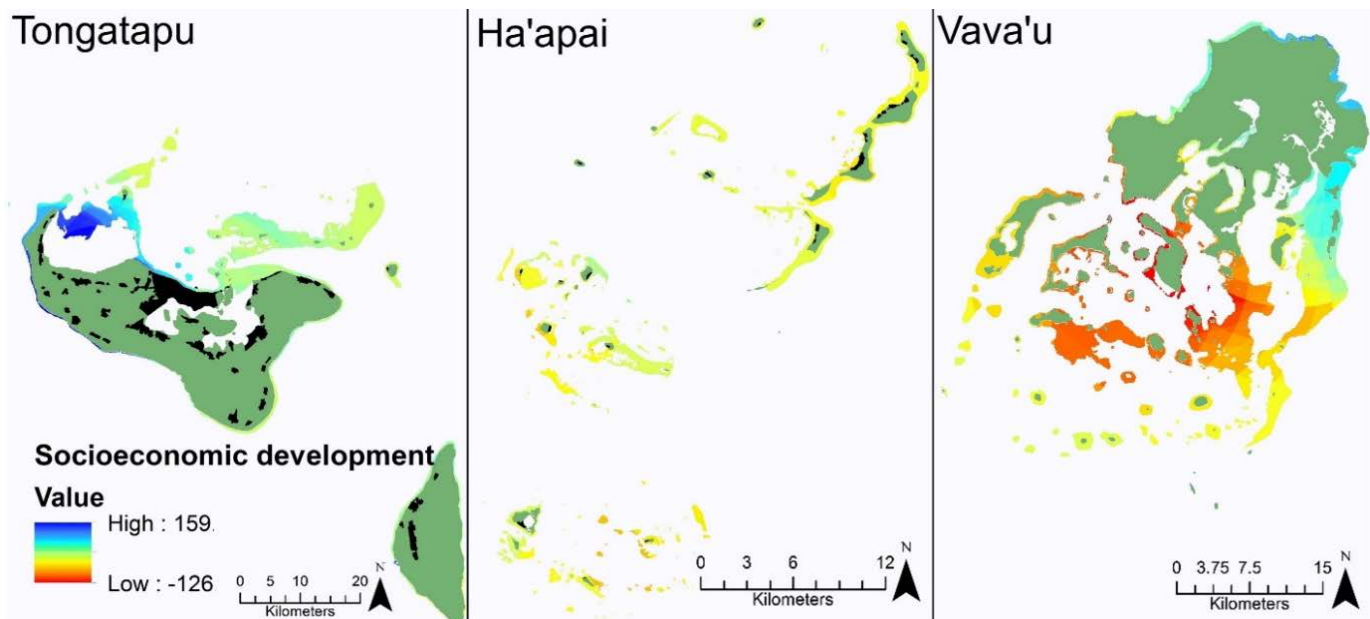 Tongatapu
Socioeconomic development
Value
High : 159.
Low : -126
0 5 10 20
Kilometers
N
Ha'apai
0 3 6 12
Kilometers
N
Vava'u
0 3.75 7.5 15
Kilometers
N